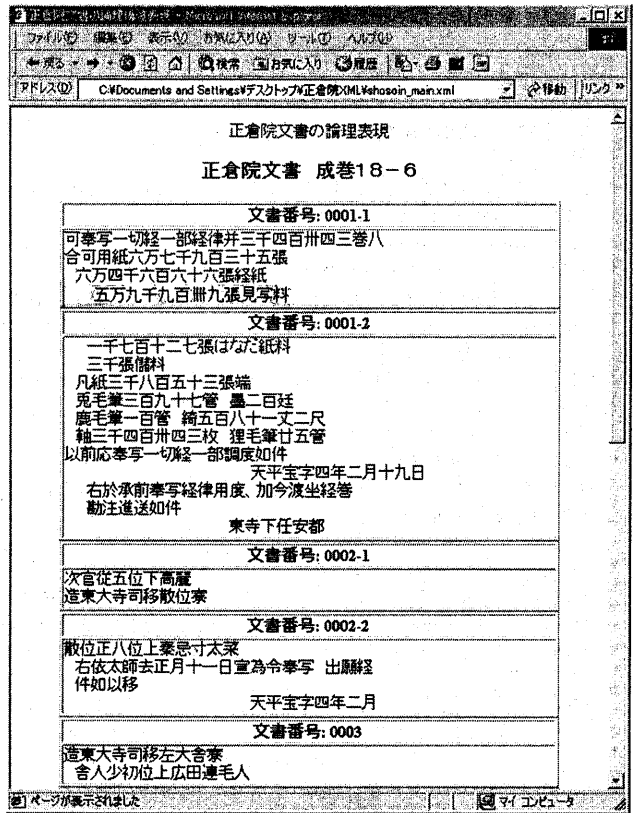 ファイル(F) 編集(E) 表示(V) お気に入り(A) ツール(T) ヘルプ(H)
戻る 検索 お気に入り 履歴
アドレス(D) C:¥Documents and Settings¥デスクトップ¥正倉院XML¥shosoin_main.xml 移動 リンク »
正倉院文書の論理表現
正倉院文書 成巻18-6
文書番号: 0001-1
可奉写一切経一部経律并三千四百卅四三巻八
合可用紙六万七千九百三十五張
六万四千六百六十六張経紙
五万九千九百卌九張見写料
文書番号: 0001-2
一千七百十二七張はなだ紙料
三千張儲料
凡紙三千八百五十三張端
兎毛筆三百九十七管 墨二百廷
鹿毛筆一百管 綺五百八十一丈二尺
軸三千四百卅四三枚 狸毛筆廿五管
以前応奉写一切経一部調度如件
天平宝字四年二月十九日
右於承前奉写経律用度、加今渡坐経巻
勘注進送如件
東寺下任安都
文書番号: 0002-1
次官従五位下高麗
造東大寺司移散位寮
文書番号: 0002-2
散位正八位上秦忌寸太菜
右依太師去正月十一日宣為令奉写 出願経
件如以移
天平宝字四年二月
文書番号: 0003
造東大寺司移左大舎寮
舎人少初位上広田連毛人
ページが表示されました マイ コンピュータ